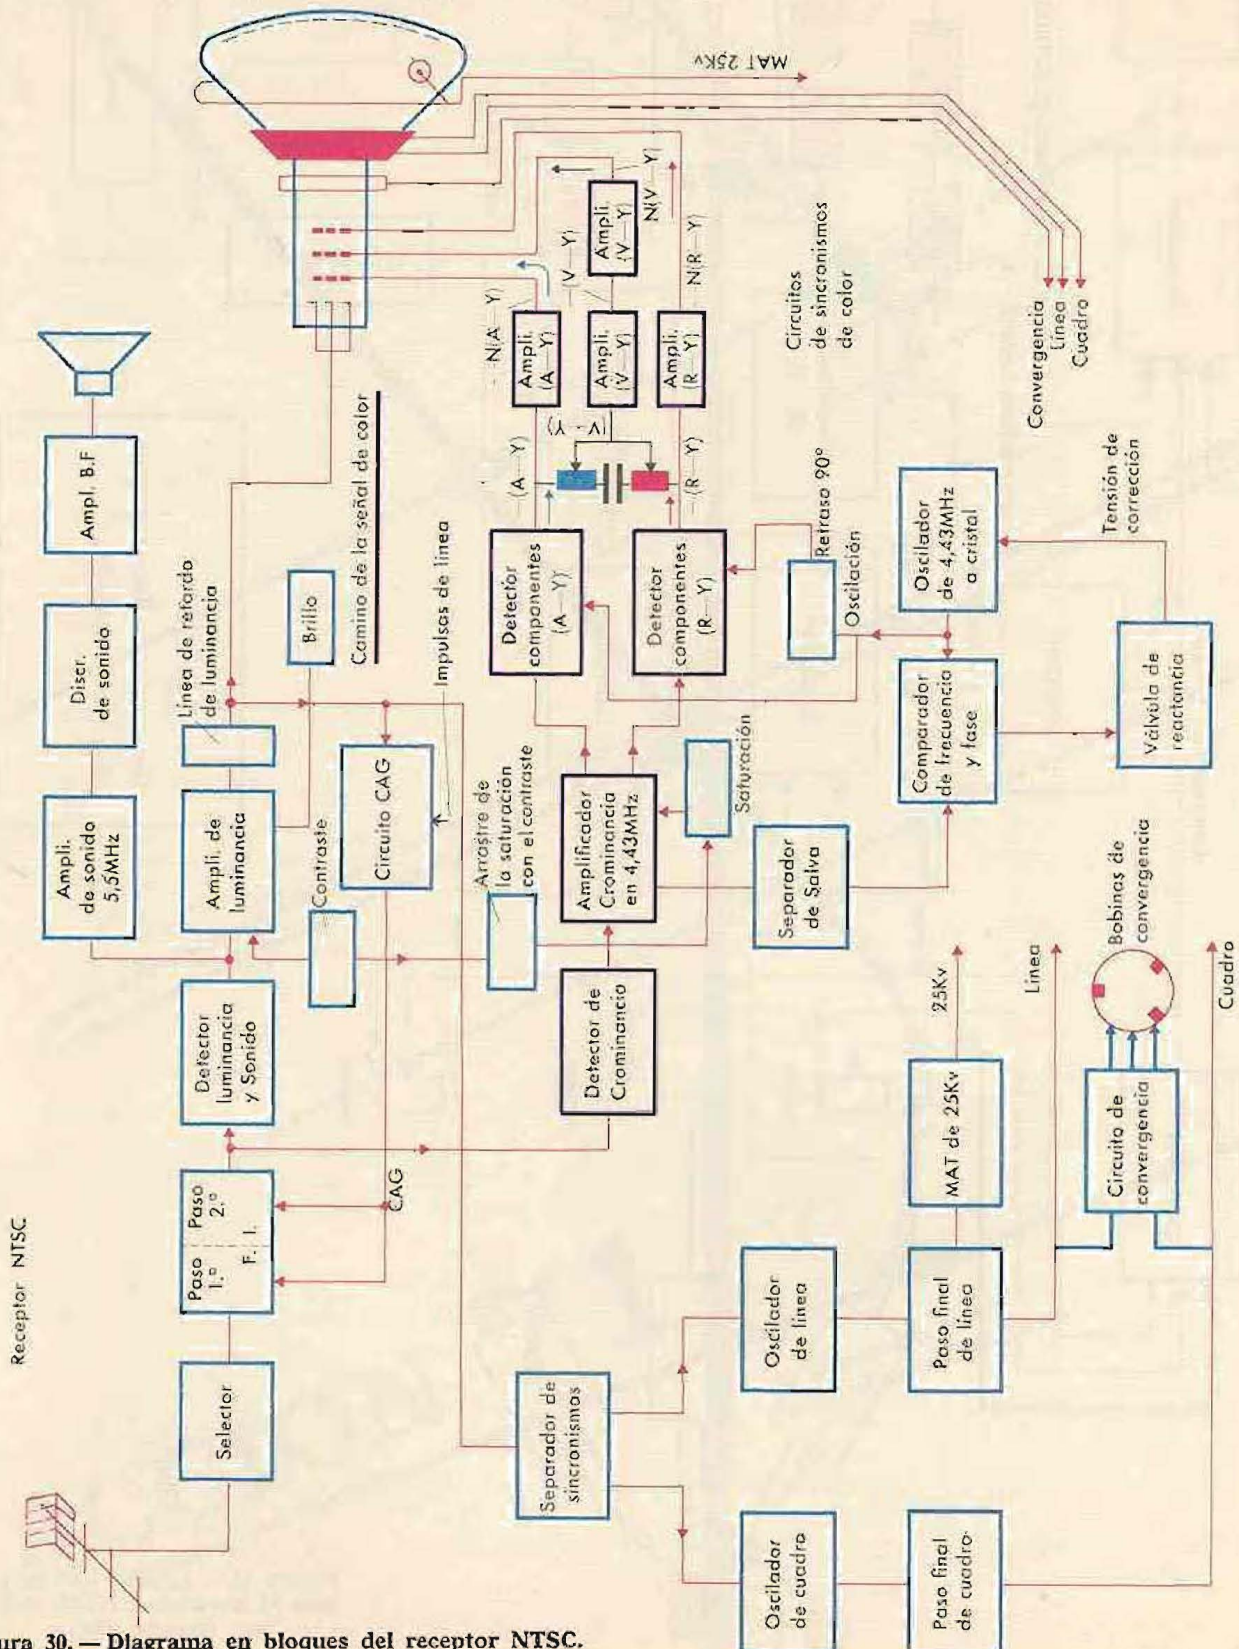 Receptor NTSC
Selector
Paso
1.º
Paso
2.º
F. I.
CAG
Detector
luminancia
y Sonido
Ampli.
de sonido
5,5MHz
Discr.
de sonido
Ampl. B.F
Ampli. de
luminancia
Línea de retardo
de luminancia
Brillo
Contraste
Circuito CAG
Impulsos de linea
Camino de la señal de color
Arrastre de
la saturación
con el contraste
Detector de
Crominancia
Amplificador
Crominancia
en 4,43MHz
Saturación
Separador
de Salva
Detector
componentes
(A—Y)
Detector
componentes
(R—Y)
—(A—Y)
(V-Y)
—(R—Y)
Ampli.
(A—Y)
Ampli.
(V—Y)
Ampli.
(R—Y)
Ampli.
(V—Y)
N(A—Y)
—(V—Y)
N(V—Y)
N(R—Y)
MAT 25Kv
Circuitos
de sincronismos
de color
Convergencia
Línea
Cuadro
Retraso 90º
Oscilación
Oscilador
de 4,43MHz
a cristal
Comparador
de frecuencia
y fase
Tensión de
corrección
Válvula de
reactancia
Separador de
sincronismos
Oscilador
de línea
Paso final
de línea
MAT de 25Kv
25Kv
Línea
Circuito de
convergencia
Bobinas de
convergencia
Cuadro
Oscilador
de cuadro
Paso final
de cuadro
ura 30. — Diagrama en bloques del receptor NTSC.